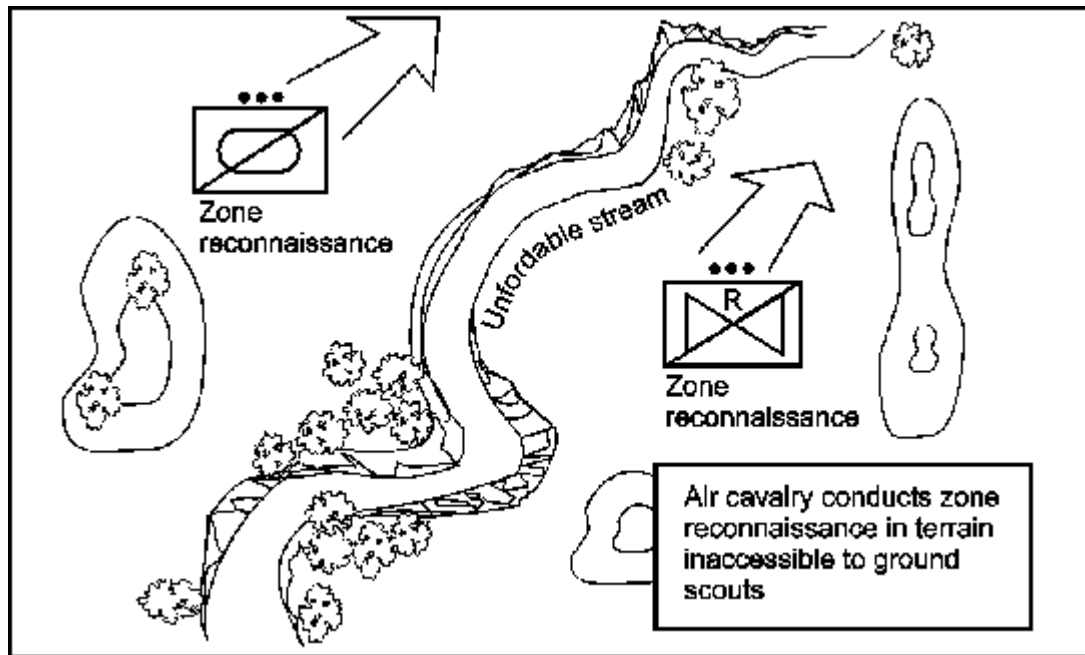 Zone
reconnaissance
Unfordable stream
R
Zone
reconnaissance
Air cavalry conducts zone
reconnaissance in terrain
inaccessible to ground
scouts